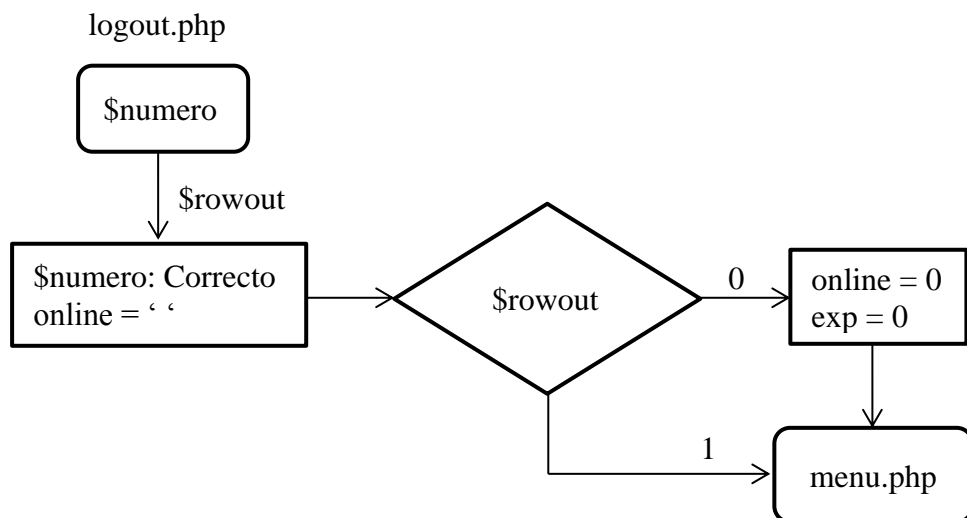 logout.php
$numero
$rowout
$numero: Correcto
online = ‘ ‘
$rowout
0
online = 0
exp = 0
1
menu.php